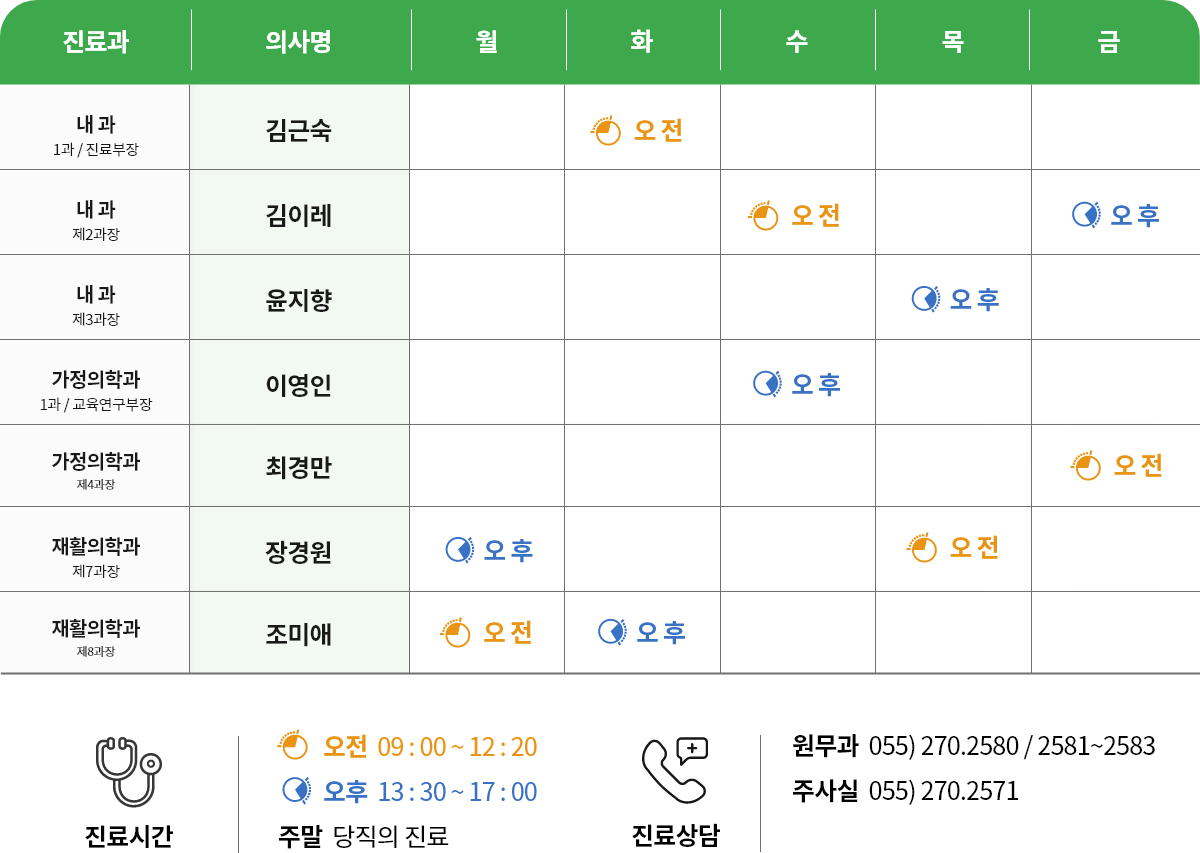 진료과 의사명 월 화 수 목 금
내 과
1과 / 진료부장
김근숙
오 전
내 과
제2과장
김이레
오 전
오 후
내 과
제3과장
윤지향
오 후
가정의학과
1과 / 교육연구부장
이영인
오 후
가정의학과
제4과장
최경만
오 전
재활의학과
제7과장
장경원
오 후
오 전
재활의학과
제8과장
조미애
오 전
오 후
진료시간
오전 09 : 00 ~ 12 : 20
오후 13 : 30 ~ 17 : 00
주말 당직의 진료
진료상담
원무과 055) 270.2580 / 2581~2583
주사실 055) 270.2571